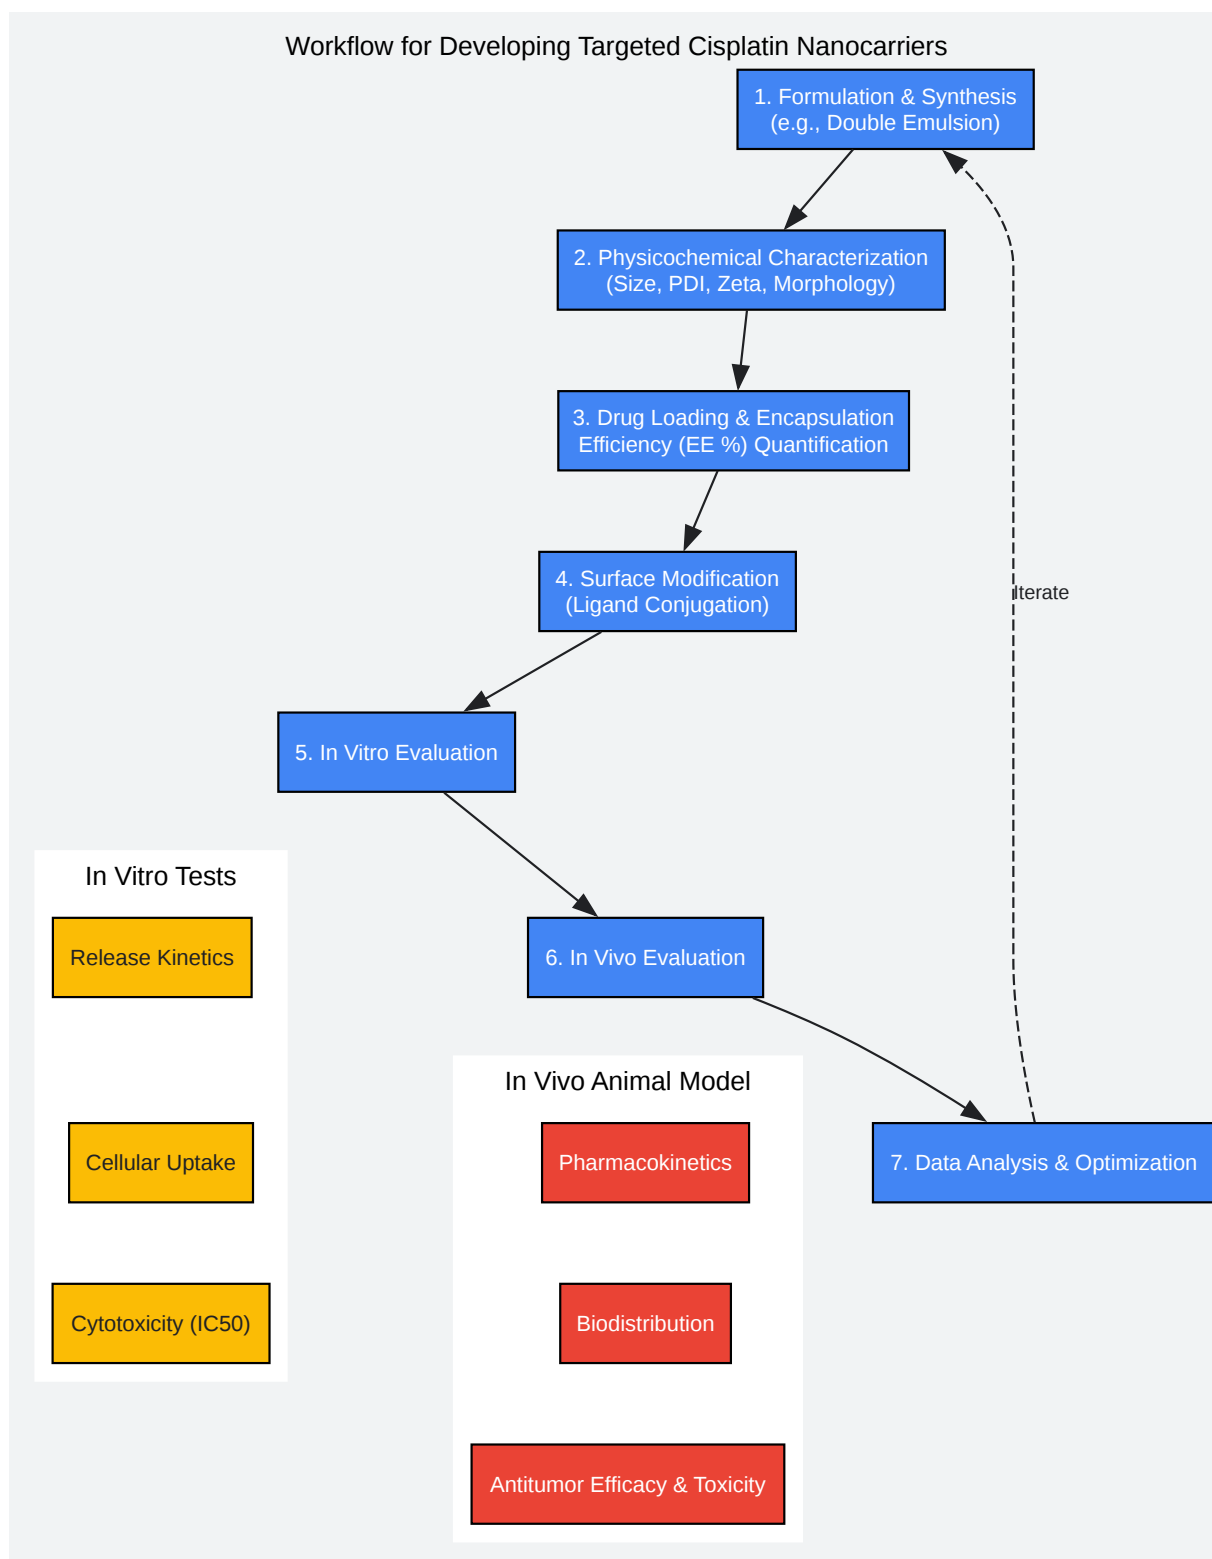 Workflow for Developing Targeted Cisplatin Nanocarriers
1. Formulation & Synthesis
(e.g., Double Emulsion)
2. Physicochemical Characterization
(Size, PDI, Zeta, Morphology)
3. Drug Loading & Encapsulation
Efficiency (EE %) Quantification
4. Surface Modification
(Ligand Conjugation)
Iterate
5. In Vitro Evaluation
In Vitro Tests
Release Kinetics
Cellular Uptake
Cytotoxicity (IC50)
6. In Vivo Evaluation
In Vivo Animal Model
Pharmacokinetics
Biodistribution
Antitumor Efficacy & Toxicity
7. Data Analysis & Optimization